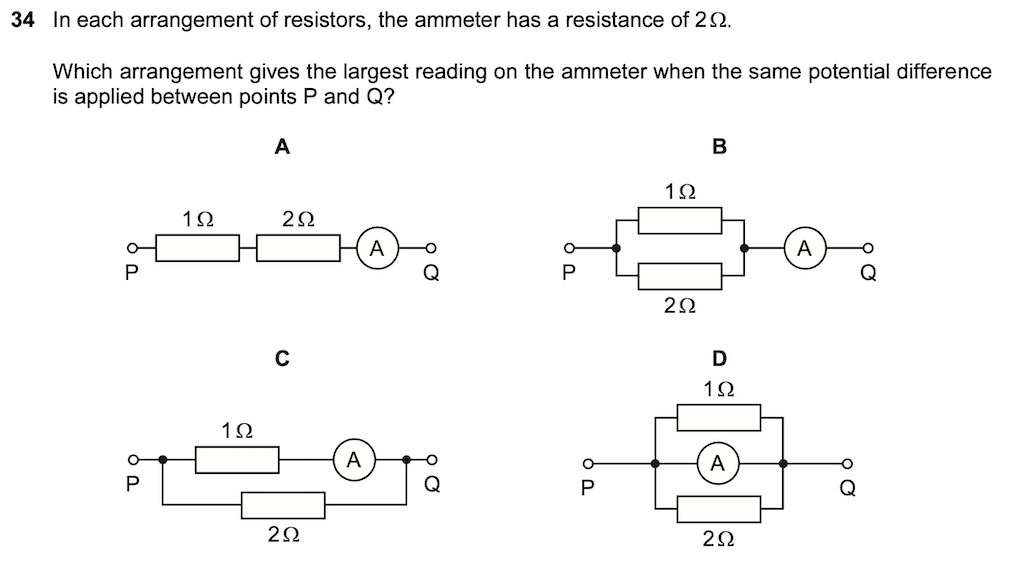 34 In each arrangement of resistors, the ammeter has a resistance of 2Ω.
Which arrangement gives the largest reading on the ammeter when the same potential difference
is applied between points P and Q?
A
1Ω 2Ω
A
P Q
B
1Ω
A
P Q
2Ω
C
1Ω
A
P Q
2Ω
D
1Ω
A
P Q
2Ω